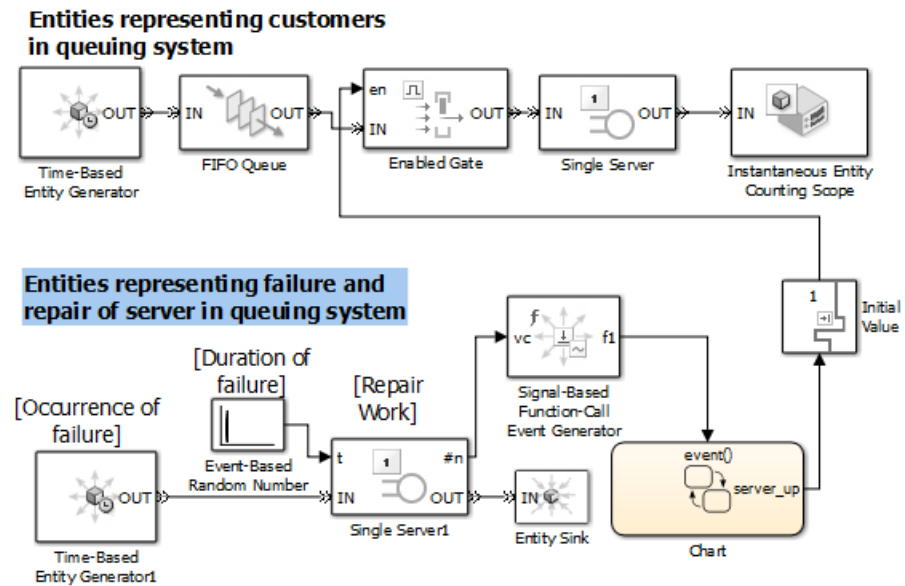 Entities representing customers
in queuing system
OUT
Time-Based
Entity Generator
IN
OUT
FIFO Queue
en
IN
OUT
Enabled Gate
1
IN
OUT
Single Server
IN
Instantaneous Entity
Counting Scope
Entities representing failure and
repair of server in queuing system
1
Initial
Value
f
vc
f1
Signal-Based
Function-Call
Event Generator
[Duration of
failure]
[Repair
Work]
[Occurrence of
failure]
Event-Based
Random Number
t
1
#n
IN
OUT
Single Server1
OUT
Time-Based
Entity Generator1
IN
Entity Sink
event()
server_up
Chart